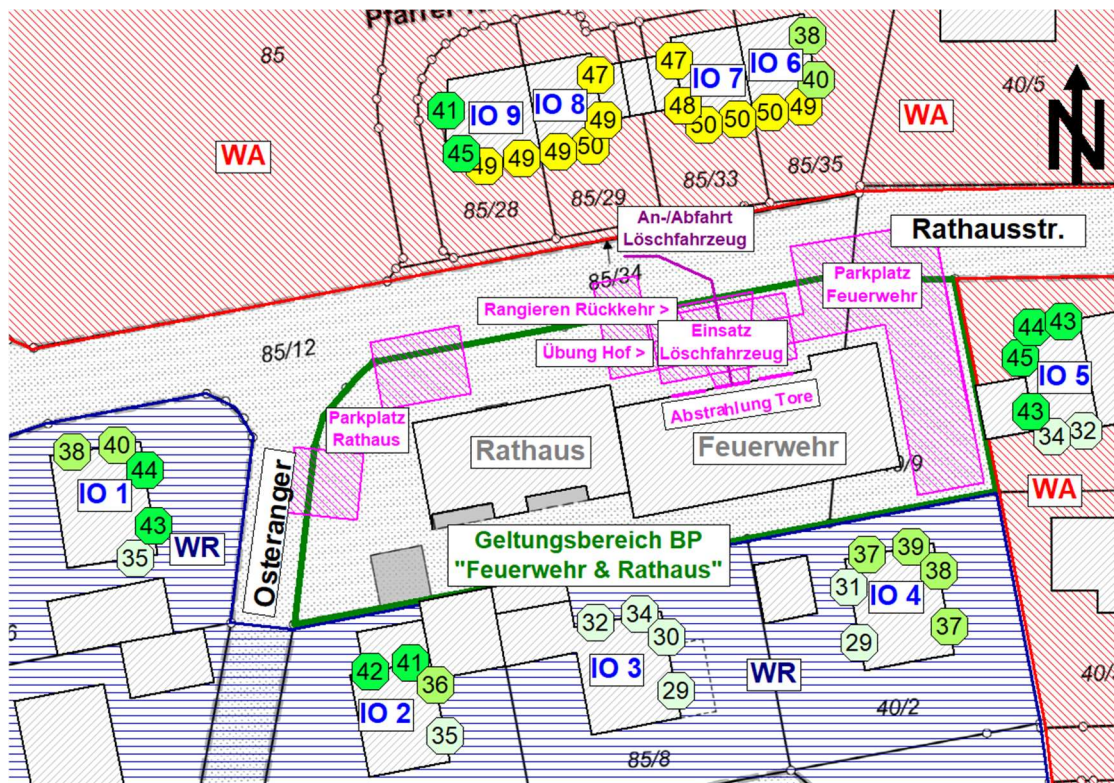 Pfarrer
85
WA
41
45
IO 9
49
49
49
50
IO 8
47
49
47
48
IO 7
50
50
50
49
IO 6
38
40
40/5
WA
N
85/28
85/29
85/33
85/35
An-/Abfahrt
Löschfahrzeug
Rathausstr.
85/34
Parkplatz
Feuerwehr
Rangieren Rückkehr >
Einsatz
Löschfahrzeug
Übung Hof >
85/12
Abstrahlung Tore
Parkplatz
Rathaus
44
43
45
IO 5
43
34
32
WA
Rathaus
Feuerwehr
38
40
44
IO 1
43
35
WR
Osteranger
Geltungsbereich BP
"Feuerwehr & Rathaus"
37
39
38
31
IO 4
37
29
32
34
30
IO 3
29
WR
42
41
36
IO 2
35
40/2
85/8